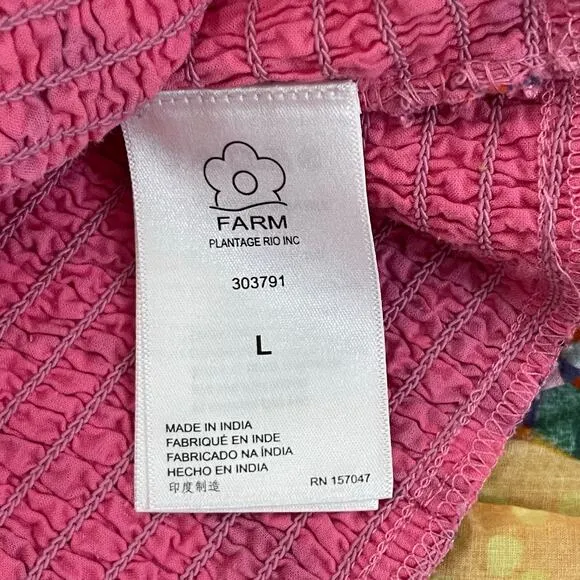 FARM
PLANTAGE RIO INC
303791
L
MADE IN INDIA
FABRIQUÉ EN INDE
FABRICADO NA ÍNDIA
HECHO EN INDIA
印度制造
RN 157047